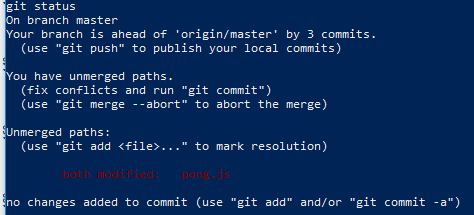 git status
On branch master
Your branch is ahead of 'origin/master' by 3 commits.
  (use "git push" to publish your local commits)

You have unmerged paths.
  (fix conflicts and run "git commit")
  (use "git merge --abort" to abort the merge)

Unmerged paths:
  (use "git add <file>..." to mark resolution)

        both modified:   pong.js

no changes added to commit (use "git add" and/or "git commit -a")